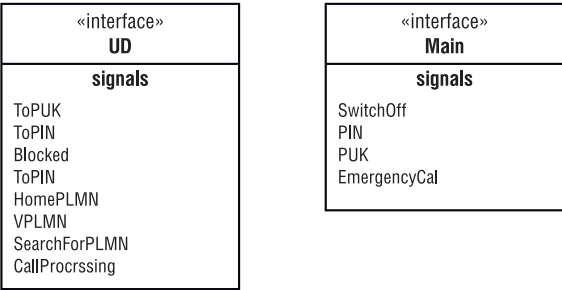 «interface»
UD
signals
ToPUK
ToPIN
Blocked
ToPIN
HomePLMN
VPLMN
SearchForPLMN
CallProcrssing
«interface»
Main
signals
SwitchOff
PIN
PUK
EmergencyCal